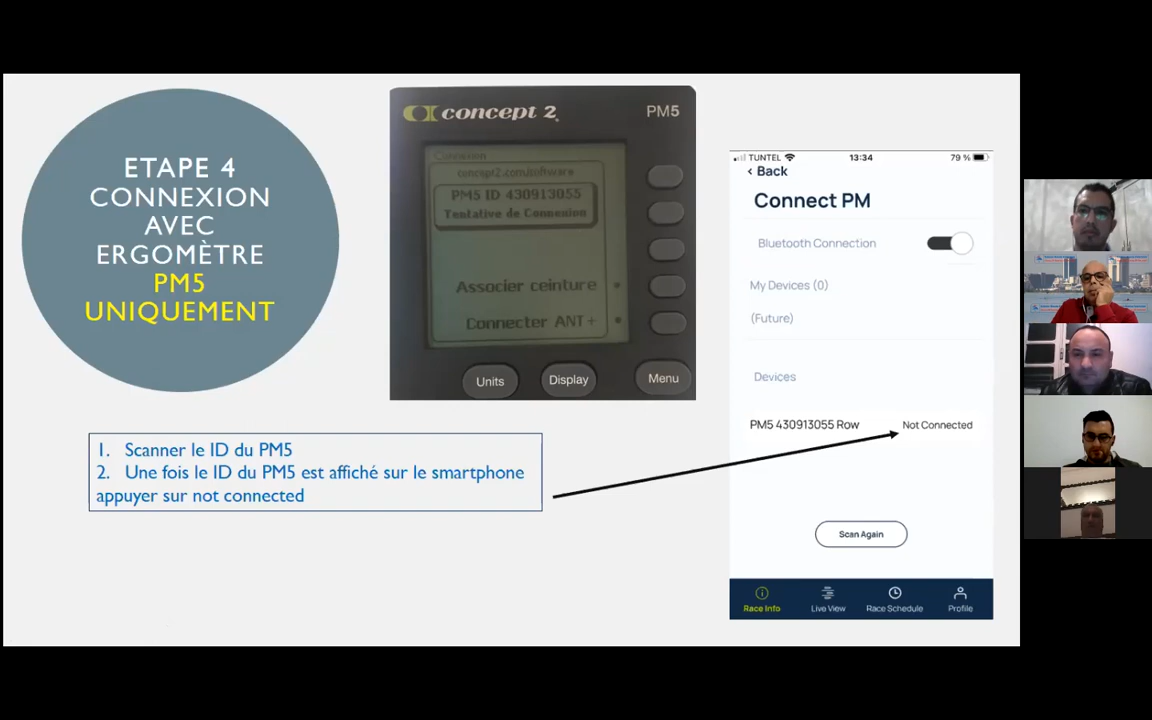 ETAPE 4
CONNEXION
AVEC
ERGOMÈTRE
PM5
UNIQUEMENT
concept 2.
PM5
Connexion
concept2.com/software
PM5 ID 430913055
Tentative de Connexion
Associer ceinture
Connecter ANT+
Units
Display
Menu
TUNTEL 13:34 79 %
< Back
Connect PM
Bluetooth Connection
My Devices (0)
(Future)
Devices
PM5 430913055 Row Not Connected
Scan Again
Race Info Live View Race Schedule Profile
1. Scanner le ID du PM5
2. Une fois le ID du PM5 est affiché sur le smartphone
appuyer sur not connected